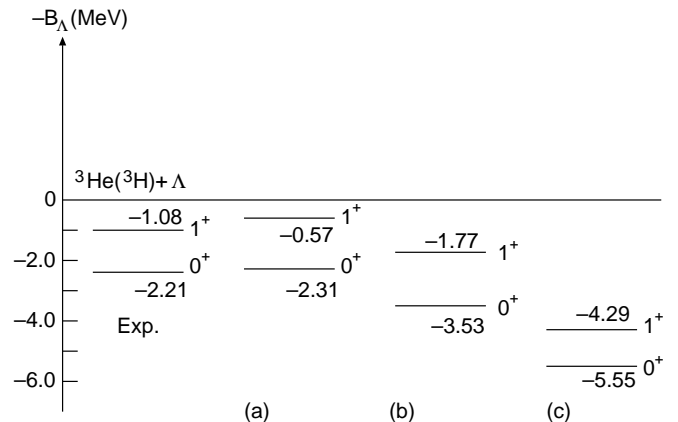 −B_Λ(MeV)
³He(³H)+ Λ
0
−2.0
−4.0
−6.0
−1.08 1⁺
0⁺
−2.21
Exp.
1⁺
−0.57
0⁺
−2.31
(a)
−1.77 1⁺
0⁺
−3.53
(b)
−4.29 1⁺
0⁺
−5.55
(c)